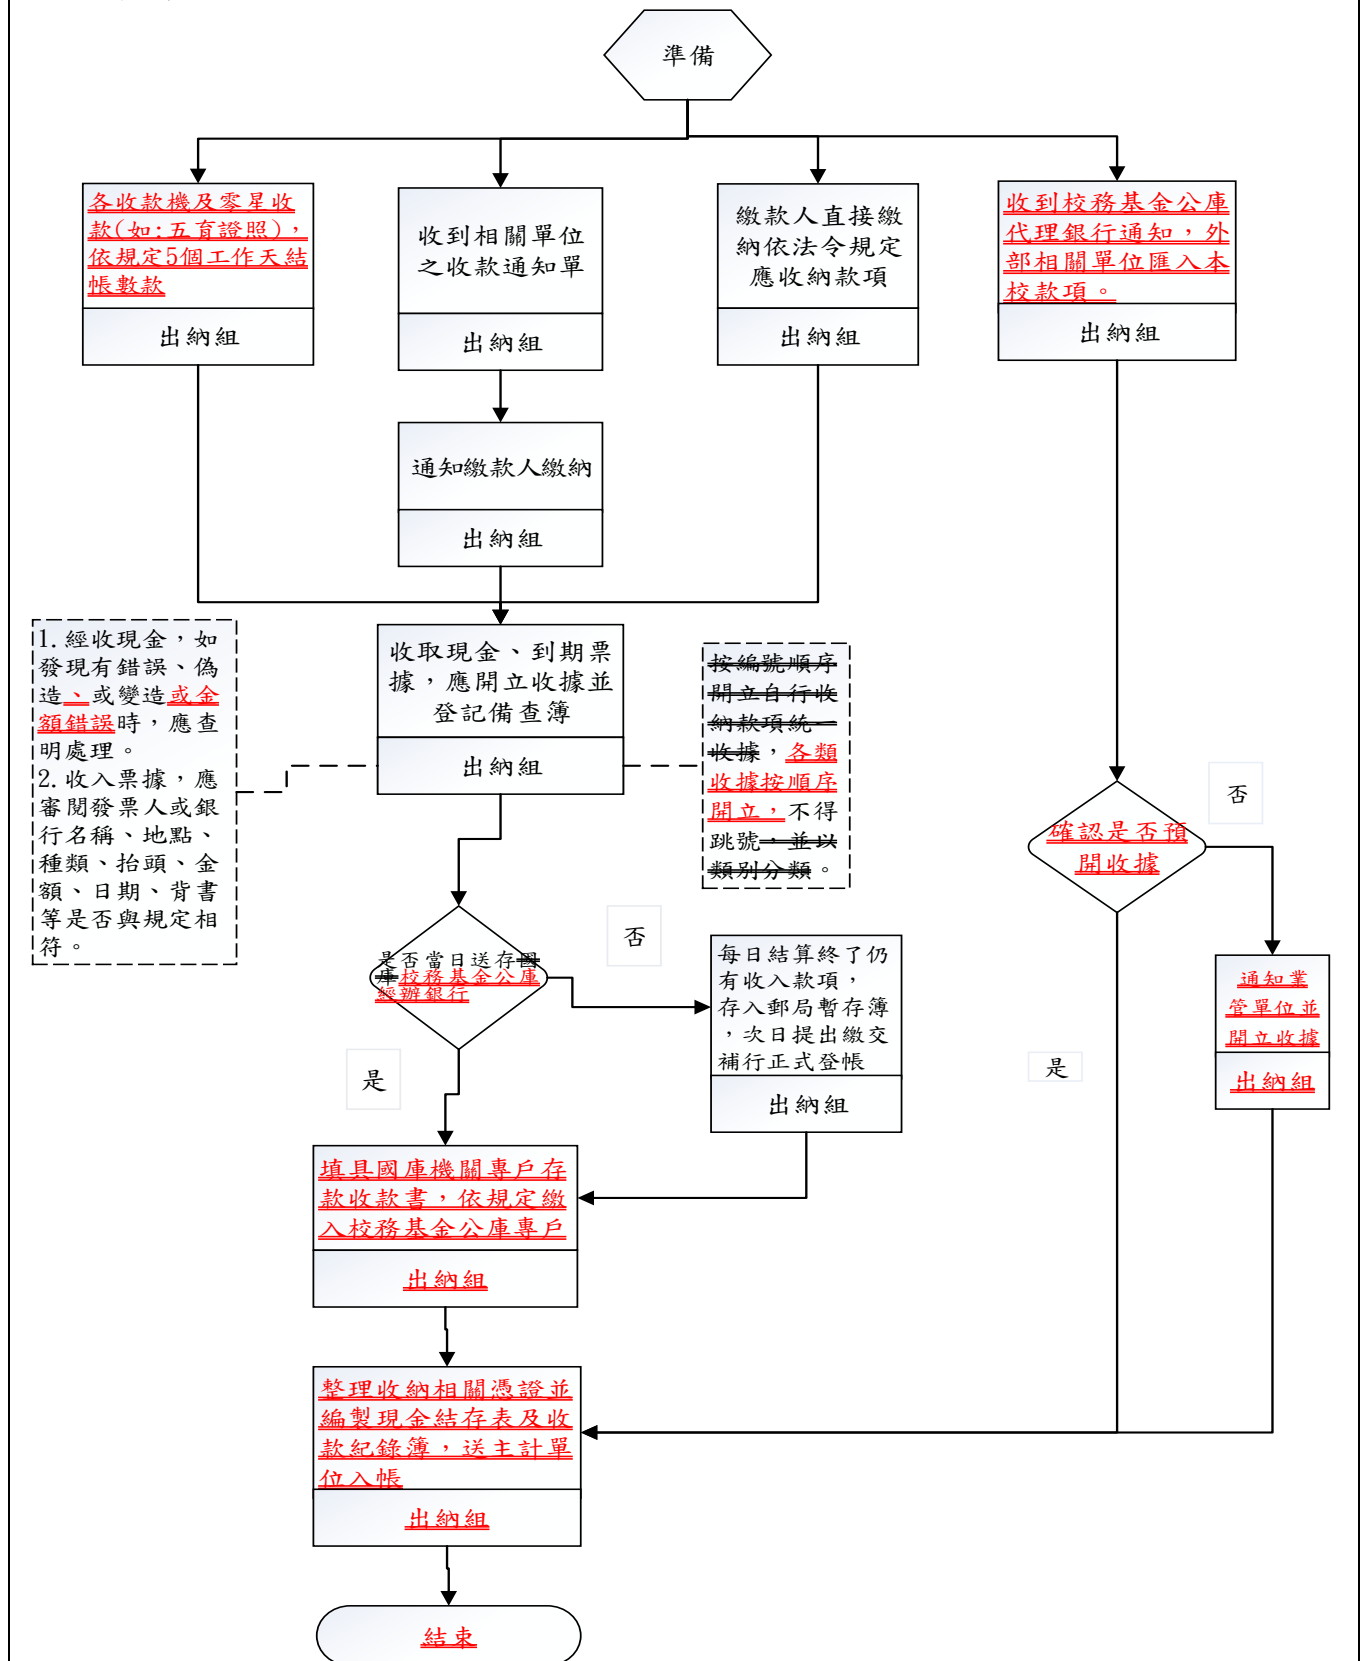 準備
各收款機及零星收
款(如:五育證照)，
依規定5個工作天結
帳數款
出納組
收到相關單位
之收款通知單
出納組
繳款人直接繳
納依法令規定
應收納款項
出納組
收到校務基金公庫
代理銀行通知，外
部相關單位匯入本
校款項。
出納組
通知繳款人繳納
出納組
1.經收現金，如
發現有錯誤、偽
造、或變造或金
額錯誤時，應查
明處理。
2.收入票據，應
審閱發票人或銀
行名稱、地點、
種類、抬頭、金
額、日期、背書
等是否與規定相
符。
收取現金、到期票
據，應開立收據並
登記備查簿
出納組
按編號順序
開立自行收
納款項統一
收據，各類
收據按順序
開立，不得
跳號，並以
類別分類。
確認是否預
開收據
否
是否當日送存國
庫校務基金公庫
經辦銀行
否
每日結算終了仍
有收入款項，
存入郵局暫存簿
，次日提出繳交
補行正式登帳
出納組
通知業
管單位並
開立收據
出納組
是
是
填具國庫機關專戶存
款收款書，依規定繳
入校務基金公庫專戶
出納組
整理收納相關憑證並
編製現金結存表及收
款紀錄簿，送主計單
位入帳
出納組
結束